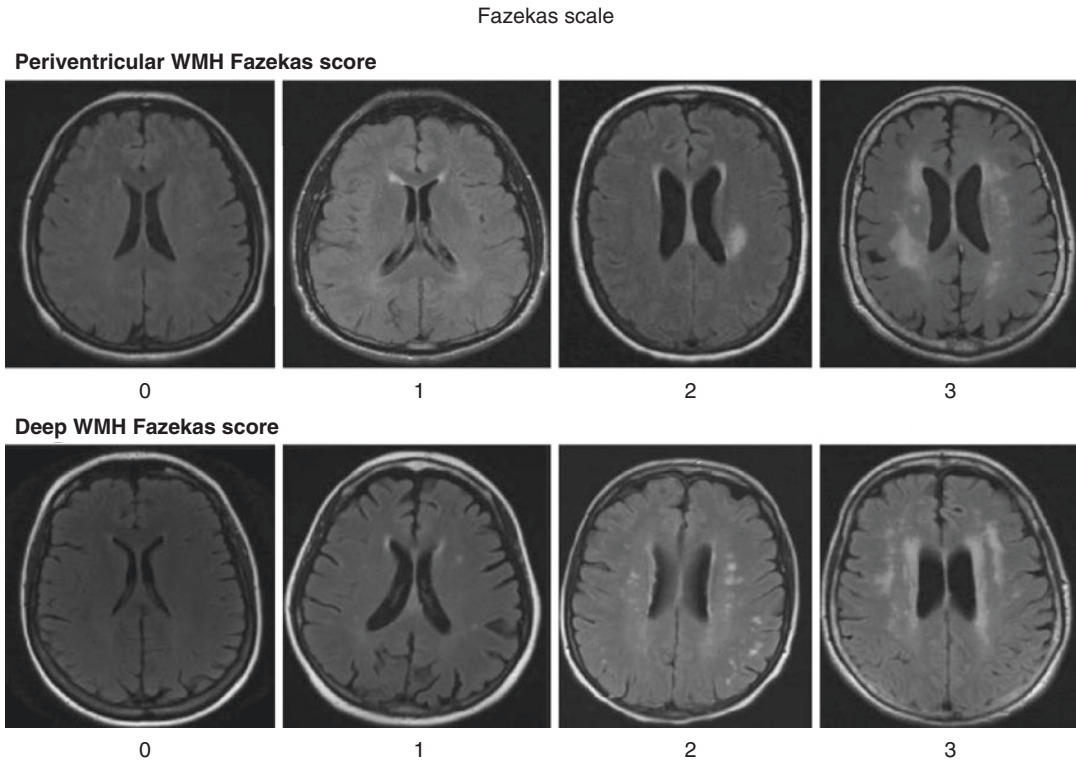 Fazekas scale
Periventricular WMH Fazekas score
0 1 2 3
Deep WMH Fazekas score
0 1 2 3